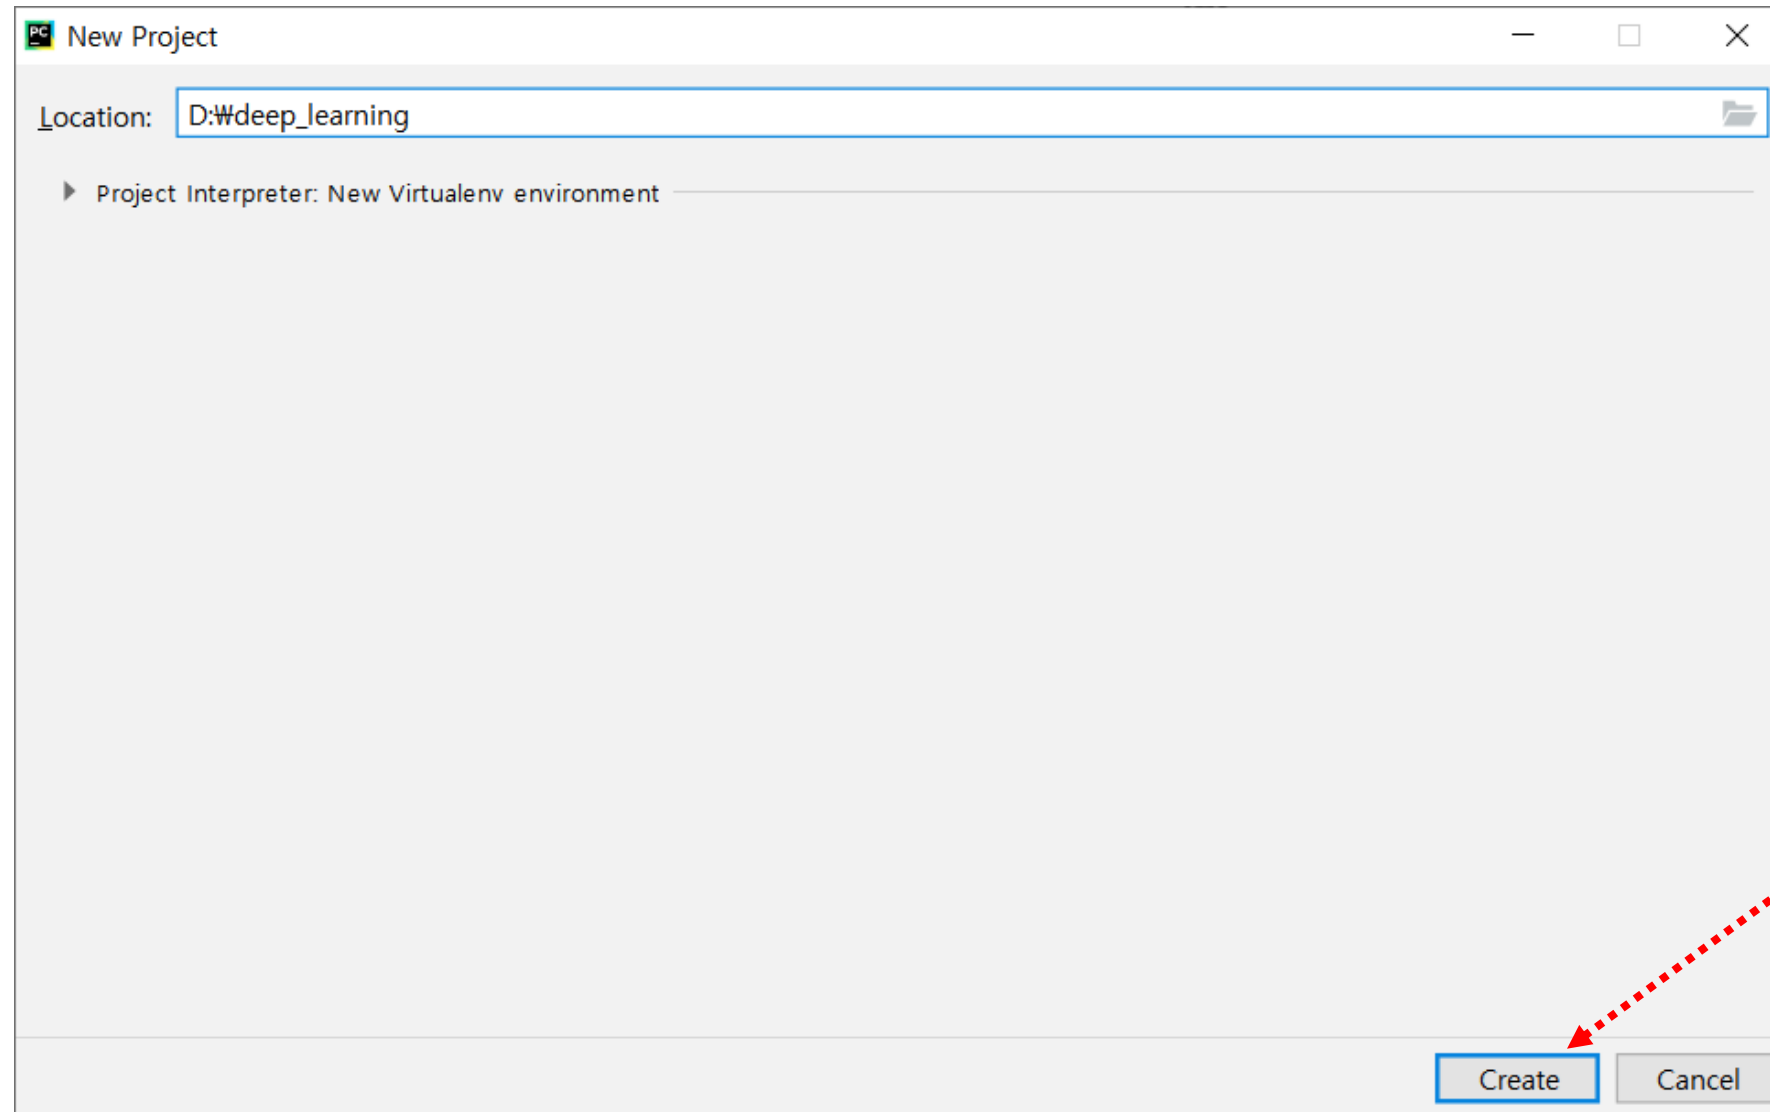 PC New Project
Location: D:₩deep_learning
Project Interpreter: New Virtualenv environment
Create Cancel